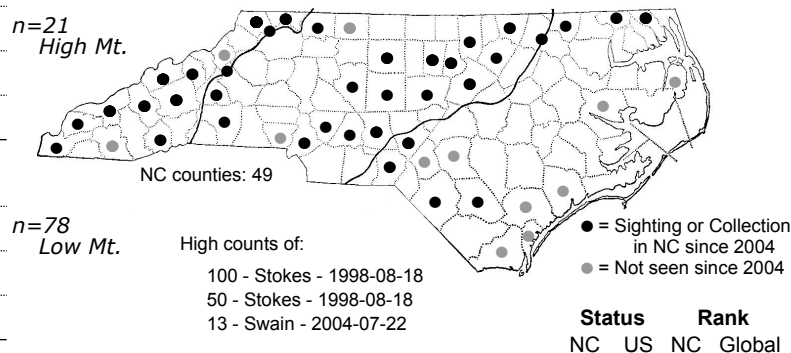 n=21
High Mt.
NC counties: 49
n=78
Low Mt.
High counts of:
100 - Stokes - 1998-08-18
50 - Stokes - 1998-08-18
13 - Swain - 2004-07-22
● = Sighting or Collection
in NC since 2004
● = Not seen since 2004
Status Rank
NC US NC Global